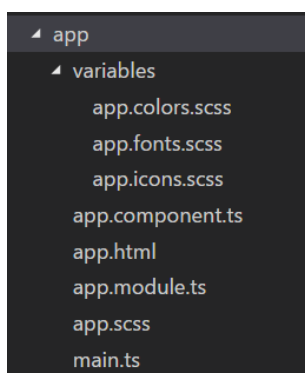 app
variables
app.colors.scss
app.fonts.scss
app.icons.scss
app.component.ts
app.html
app.module.ts
app.scss
main.ts